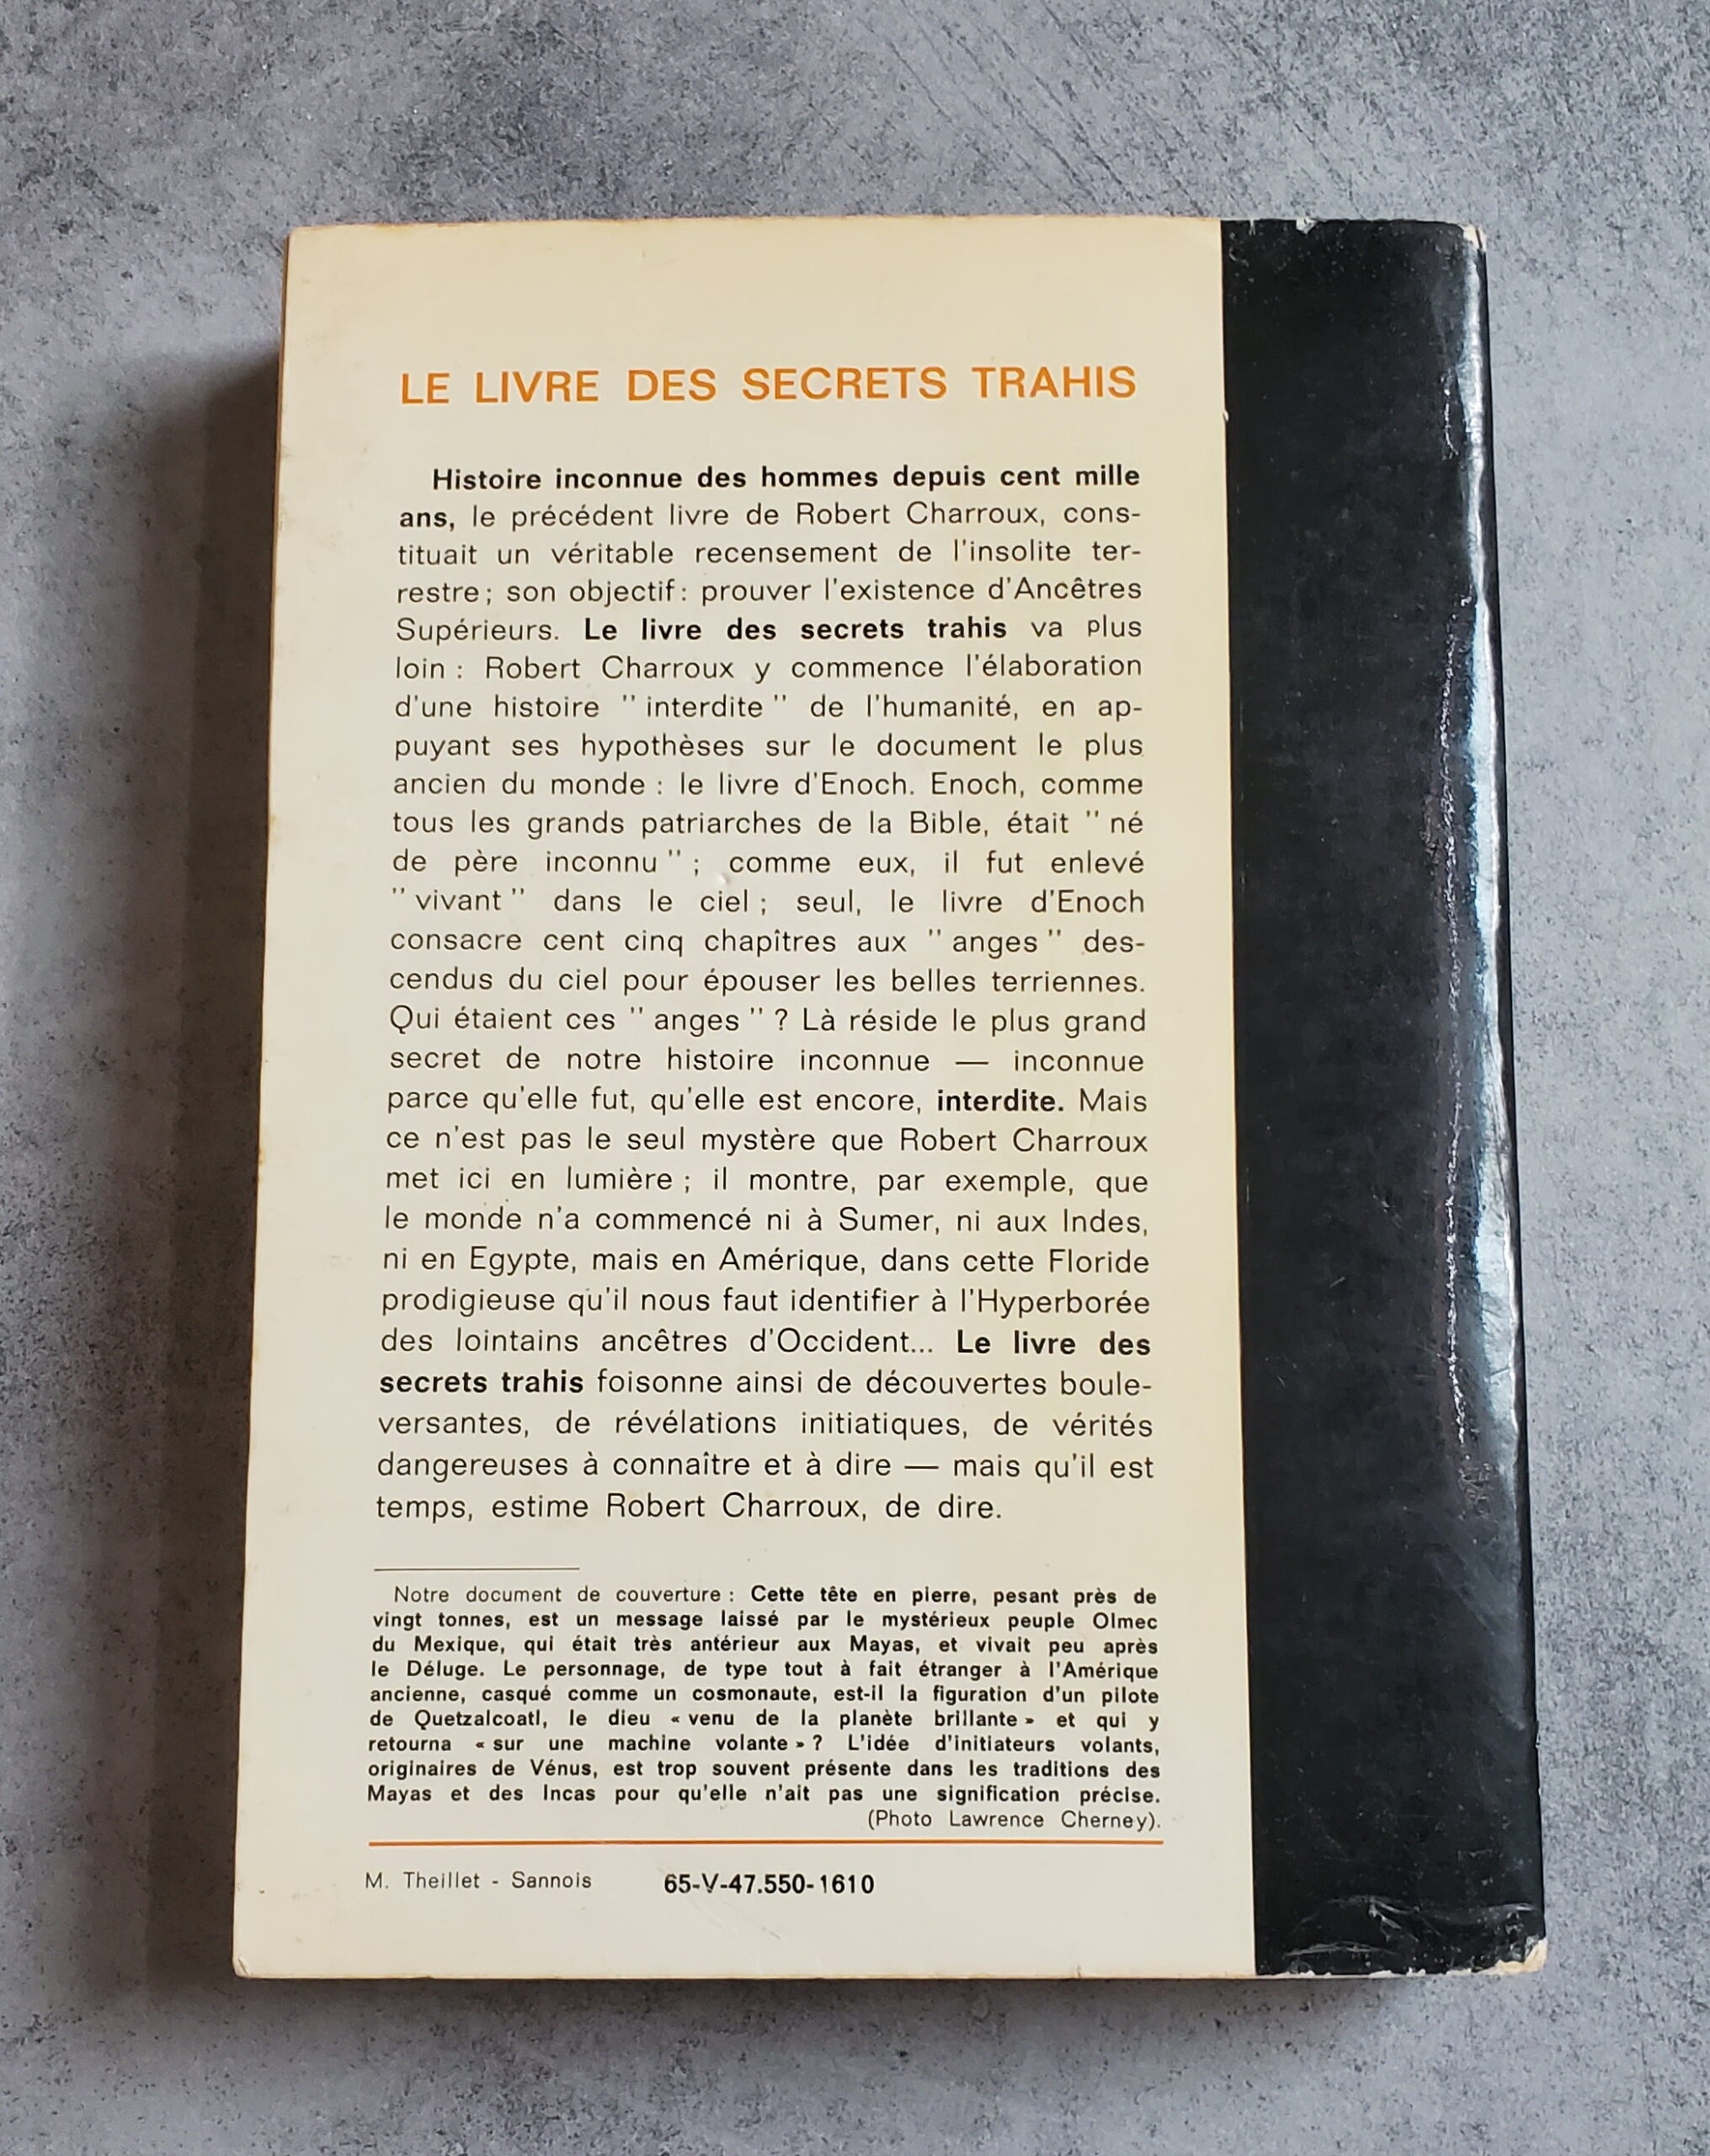 LE LIVRE DES SECRETS TRAHIS
Histoire inconnue des hommes depuis cent mille
ans, le précédent livre de Robert Charroux, cons-
tituait un véritable recensement de l'insolite ter-
restre ; son objectif : prouver l'existence d'Ancêtres
Supérieurs. Le livre des secrets trahis va plus
loin : Robert Charroux y commence l'élaboration
d'une histoire "interdite" de l'humanité, en ap-
puyant ses hypothèses sur le document le plus
ancien du monde : le livre d'Enoch. Enoch, comme
tous les grands patriarches de la Bible, était "né
de père inconnu" ; comme eux, il fut enlevé
"vivant" dans le ciel ; seul, le livre d'Enoch
consacre cent cinq chapîtres aux "anges" des-
cendus du ciel pour épouser les belles terriennes.
Qui étaient ces "anges" ? Là réside le plus grand
secret de notre histoire inconnue — inconnue
parce qu'elle fut, qu'elle est encore, interdite. Mais
ce n'est pas le seul mystère que Robert Charroux
met ici en lumière ; il montre, par exemple, que
le monde n'a commencé ni à Sumer, ni aux Indes,
ni en Egypte, mais en Amérique, dans cette Floride
prodigieuse qu'il nous faut identifier à l'Hyperborée
des lointains ancêtres d'Occident... Le livre des
secrets trahis foisonne ainsi de découvertes boule-
versantes, de révélations initiatiques, de vérités
dangereuses à connaître et à dire — mais qu'il est
temps, estime Robert Charroux, de dire.
Notre document de couverture : Cette tête en pierre, pesant près de
vingt tonnes, est un message laissé par le mystérieux peuple Olmec
du Mexique, qui était très antérieur aux Mayas, et vivait peu après
le Déluge. Le personnage, de type tout à fait étranger à l'Amérique
ancienne, casqué comme un cosmonaute, est-il la figuration d'un pilote
de Quetzalcoatl, le dieu « venu de la planète brillante » et qui y
retourna « sur une machine volante » ? L'idée d'initiateurs volants,
originaires de Vénus, est trop souvent présente dans les traditions des
Mayas et des Incas pour qu'elle n'ait pas une signification précise.
(Photo Lawrence Cherney).
M. Theillet - Sannois 65-V-47.550-1610